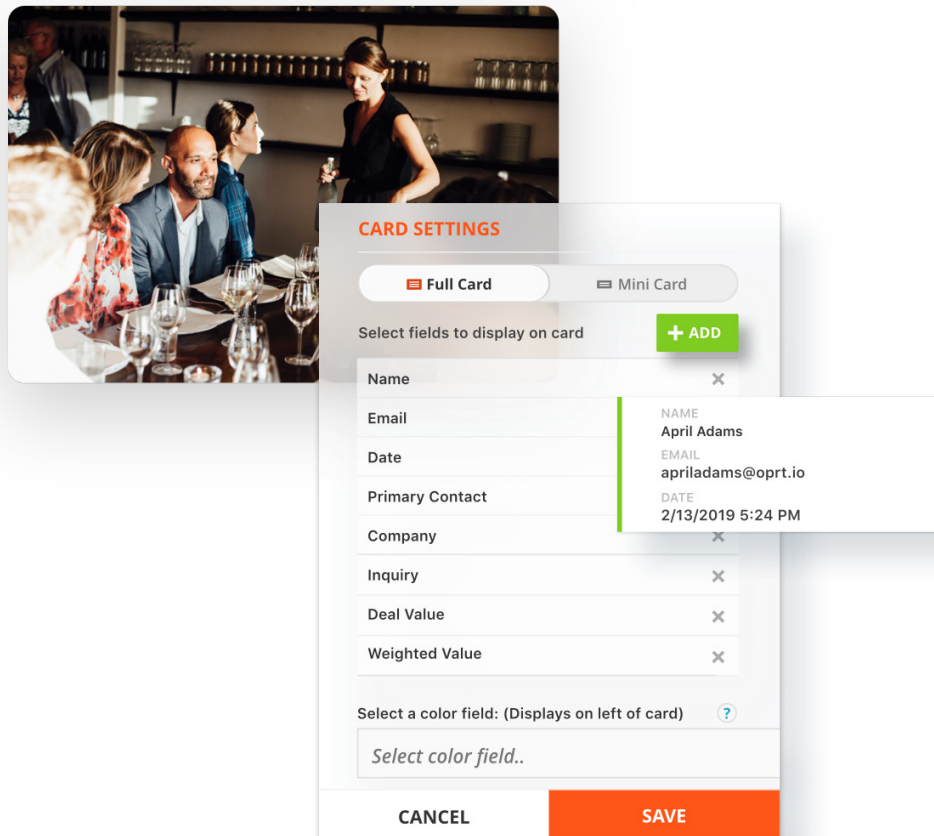 CARD SETTINGS
Full Card
Mini Card
Select fields to display on card
+ ADD
Name
Email
Date
Primary Contact
Company
Inquiry
Deal Value
Weighted Value
NAME
April Adams
EMAIL
apriladams@oprt.io
DATE
2/13/2019 5:24 PM
Select a color field: (Displays on left of card) ?
Select color field..
CANCEL
SAVE